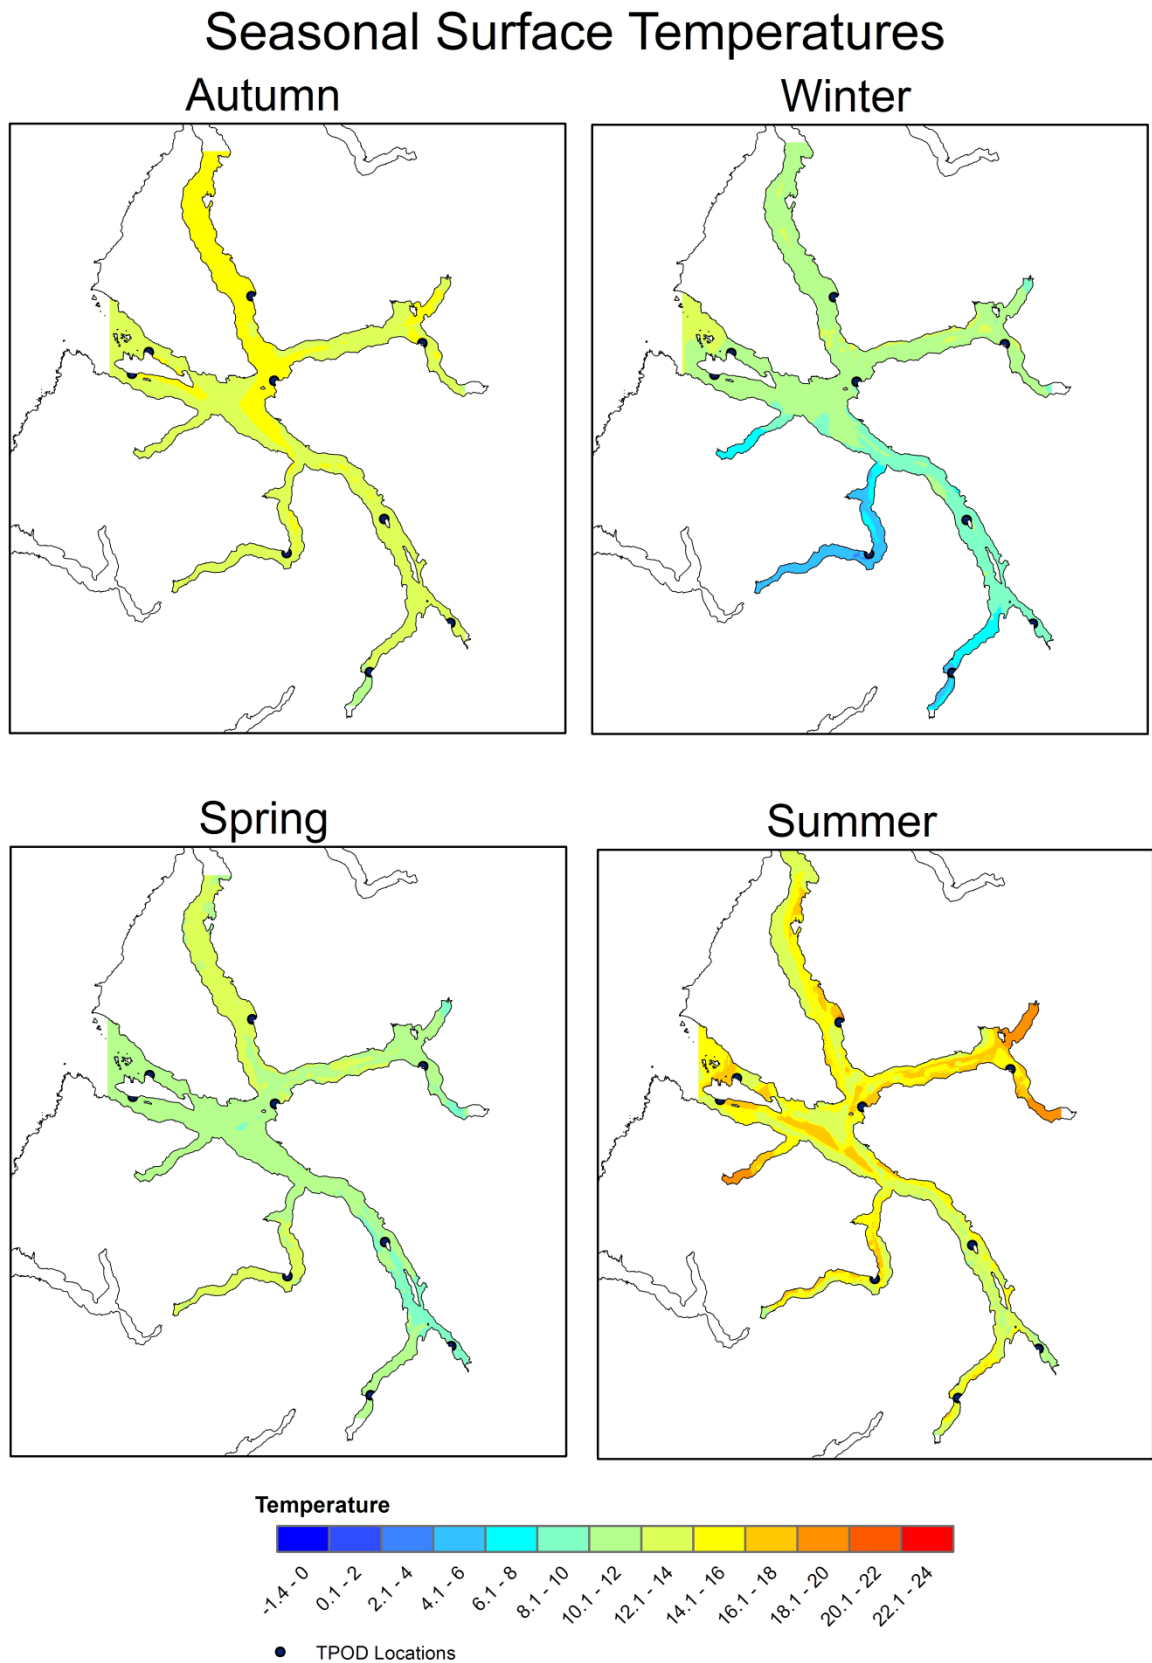 Seasonal Surface Temperatures
Autumn
Winter
Spring
Summer
Temperature
-1.4 - 0
0.1 - 2
2.1 - 4
4.1 - 6
6.1 - 8
8.1 - 10
10.1 - 12
12.1 - 14
14.1 - 16
16.1 - 18
18.1 - 20
20.1 - 22
22.1 - 24
TPOD Locations